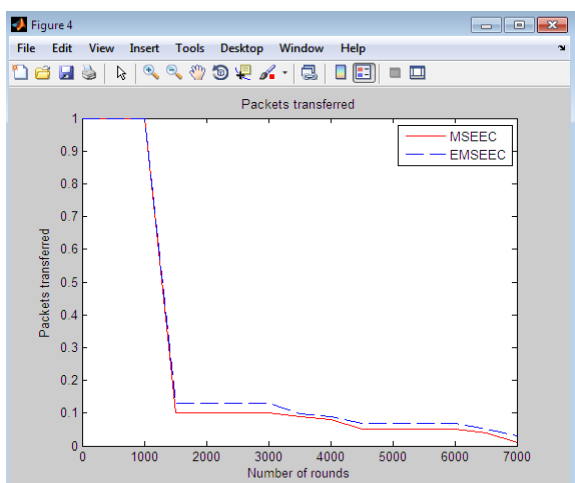 Figure 4
File Edit View Insert Tools Desktop Window Help
Packets transferred
MSEEC
EMSEEC
Packets transferred
1
0.9
0.8
0.7
0.6
0.5
0.4
0.3
0.2
0.1
0
0 1000 2000 3000 4000 5000 6000 7000
Number of rounds